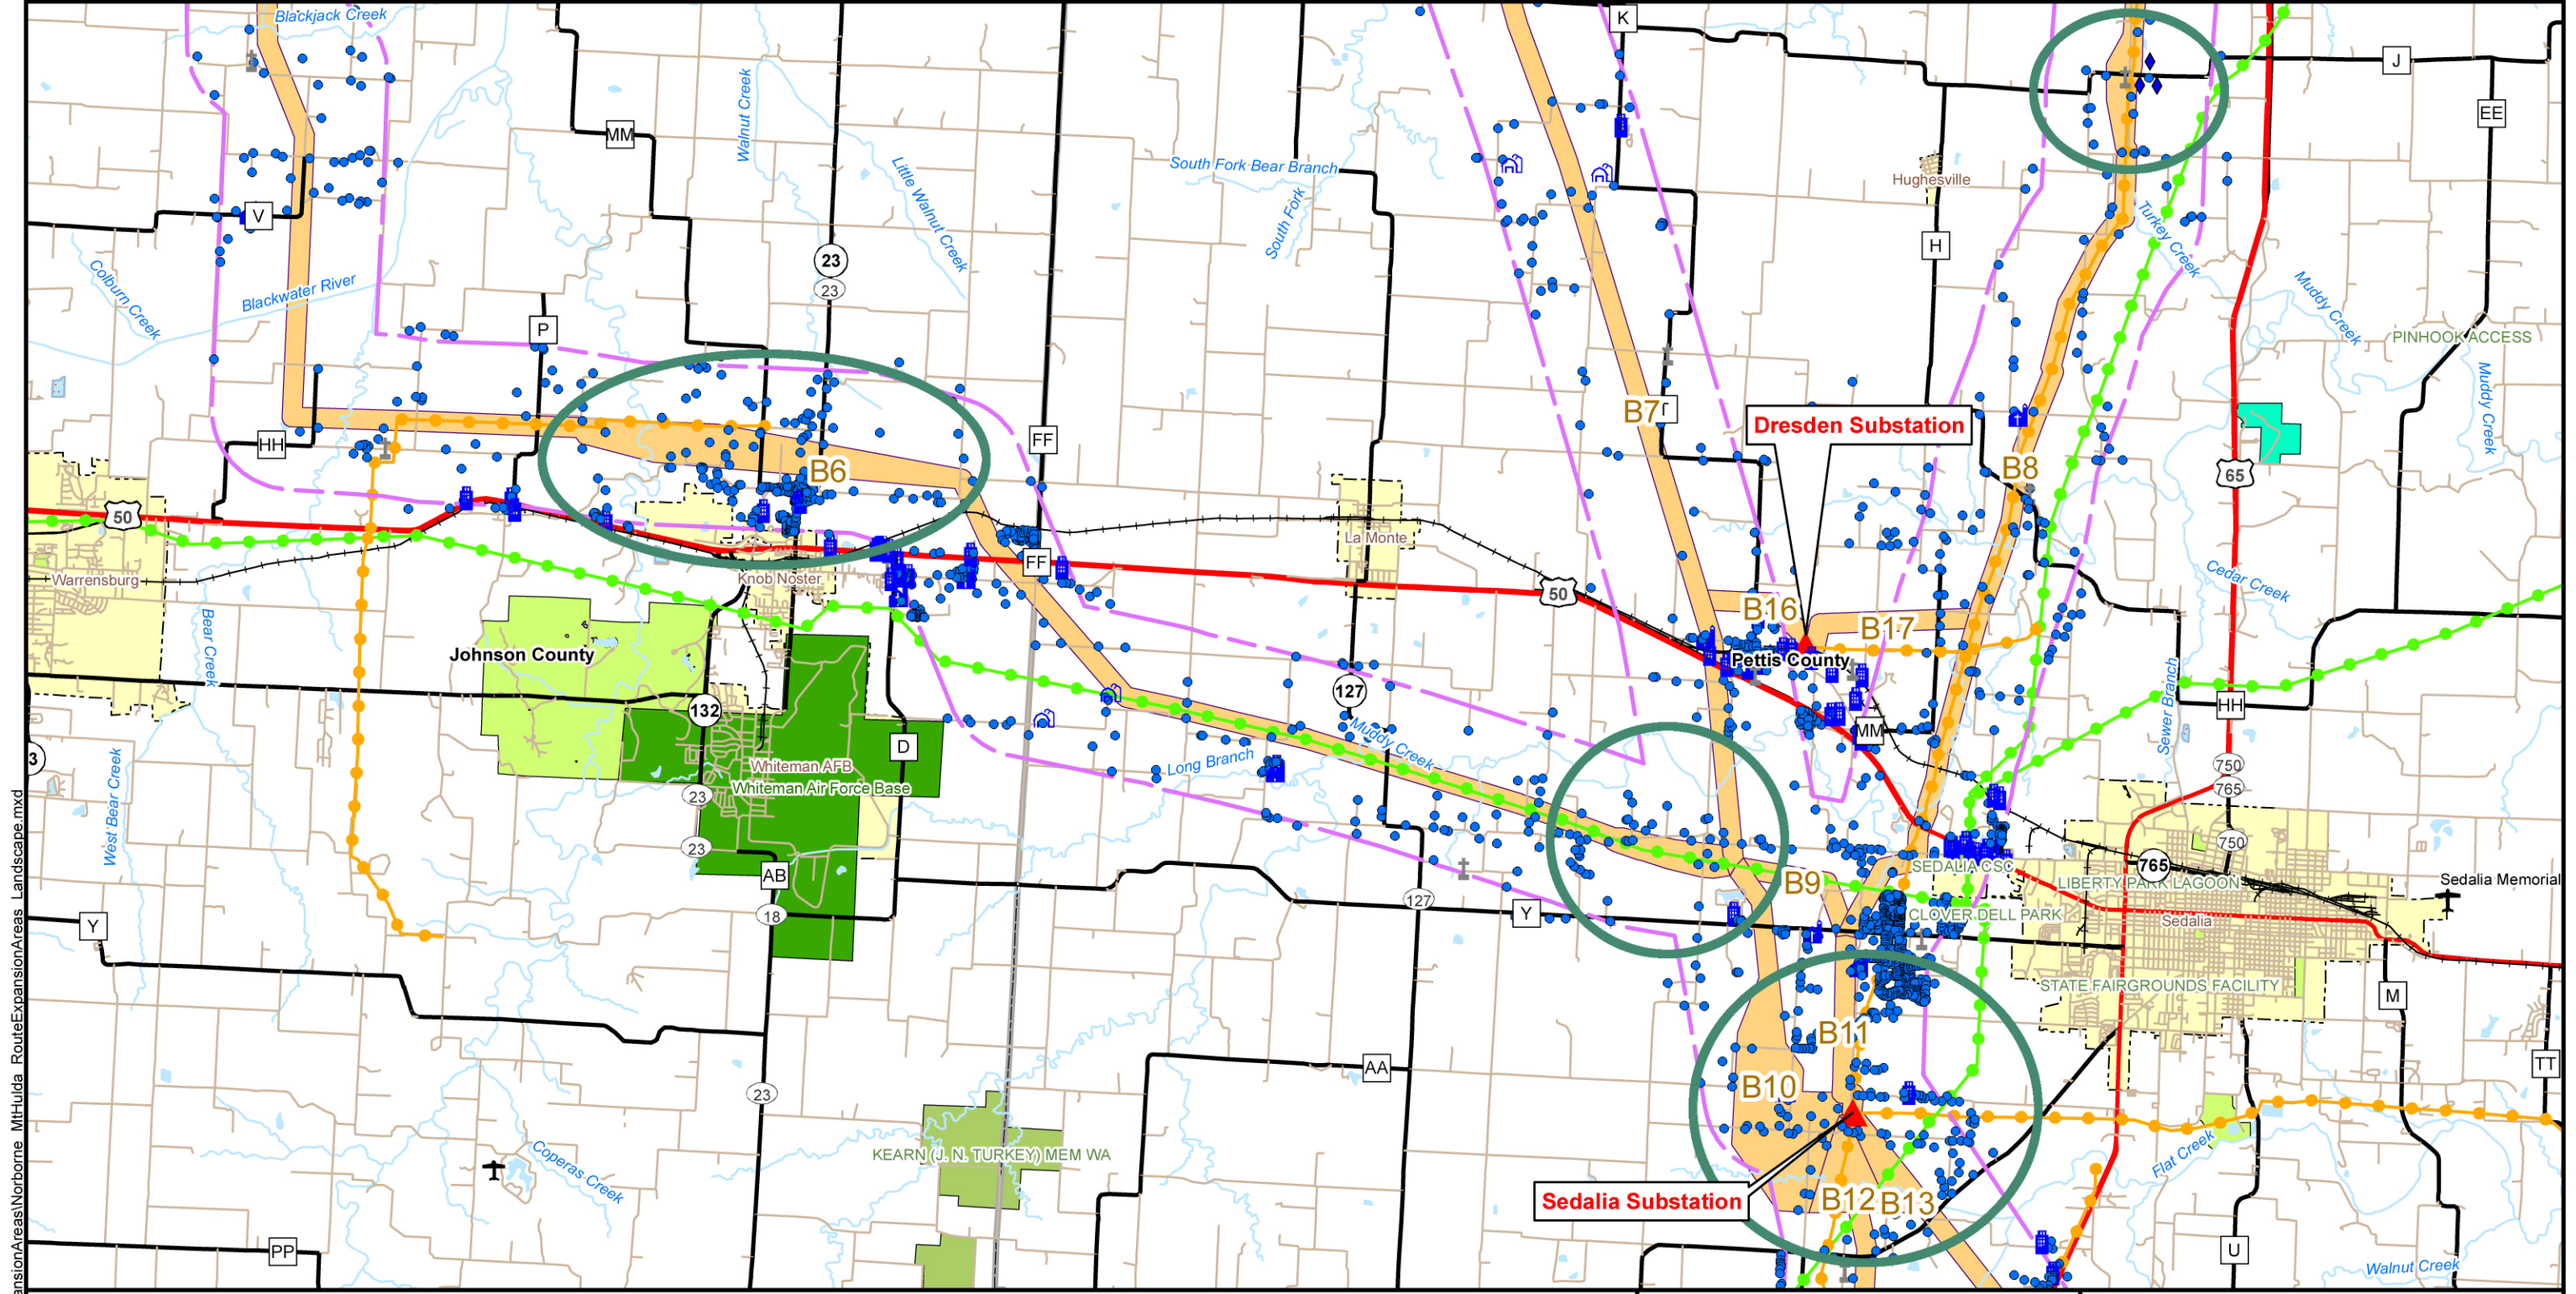 Blackjack Creek
K
J
EE
MM
Walnut Creek
Little Walnut Creek
South Fork Bear Branch
South Fork
Hughesville
V
H
23
23
Turkey Creek
Muddy Creek
Colburn Creek
Blackwater River
P
PINHOOK ACCESS
Muddy Creek
B7
Dresden Substation
HH
FF
B6
B8
65
50
La Monte
Warrensburg
Knob Noster
FF
50
Cedar Creek
B16
B17
Bear Creek
Johnson County
Pettis County
127
132
HH
MM
Sewer Branch
D
Muddy Creek
Long Branch
3
Whiteman AFB
Whiteman Air Force Base
750
765
West Bear Creek
23
23
750
765
SEDALIA CSC
AB
B9
LIBERTY PARK LAGOON
Sedalia Memorial
127
18
Y
Y
CLOVER DELL PARK
Sedalia
STATE FAIRGROUNDS FACILITY
M
B11
AA
TT
B10
23
KEARN (J. N. TURKEY) MEM WA
Coperas Creek
Flat Creek
Sedalia Substation
B12
B13
PP
U
Walnut Creek
ansionAreas\Norborne_MtHulda_RouteExpansionAreas_Landscape.mxd